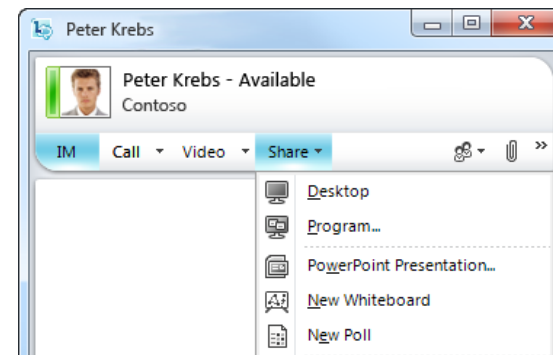 Peter Krebs
Peter Krebs - Available
Contoso
IM Call Video Share
Desktop
Program...
PowerPoint Presentation...
New Whiteboard
New Poll